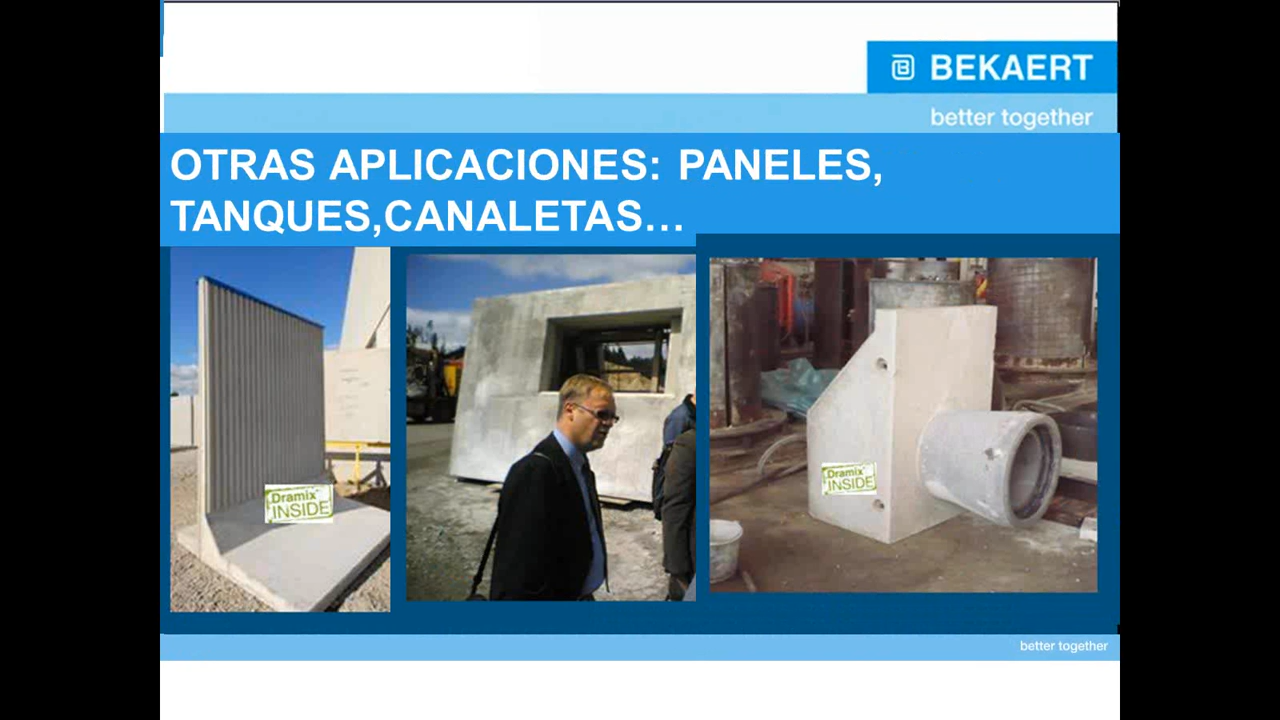 BEKAERT
better together
OTRAS APLICACIONES: PANELES,
TANQUES,CANALETAS...
Dramix
INSIDE
Dramix
INSIDE
better together